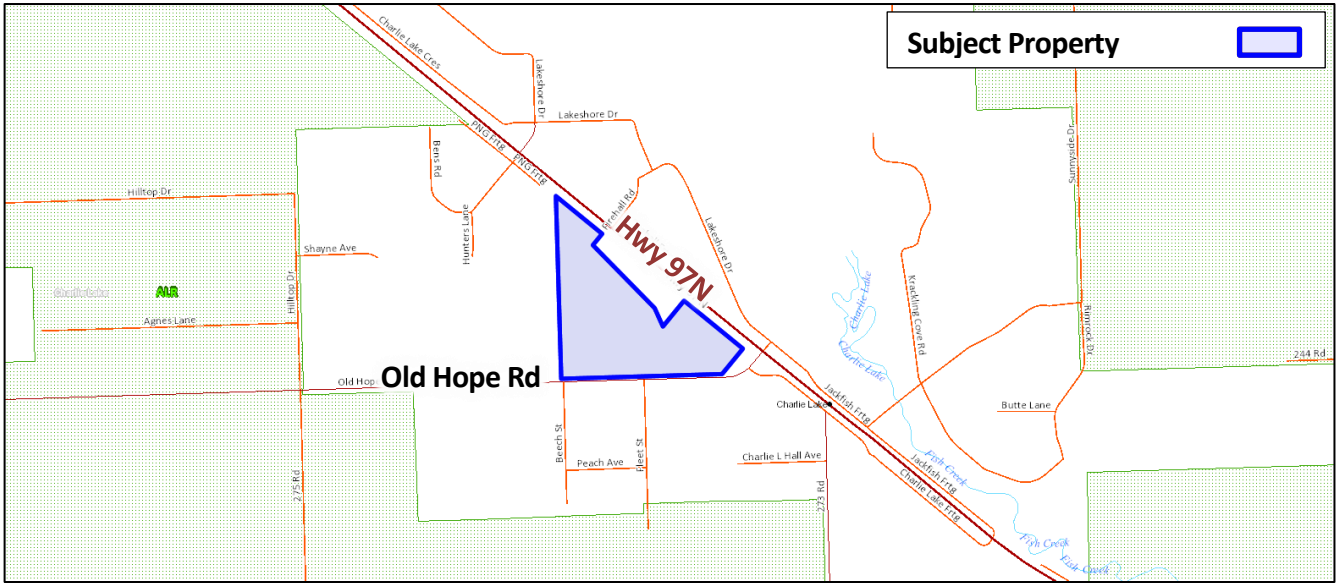 Subject Property
Charlie Lake Cres
Lakeshore Dr
Lakeshore Dr
PNG Frtg
PNG Frtg
Bens Rd
Sunnyside Dr
Hilltop Dr
Hunters Lane
Firehall Rd
Lakeshore Dr
Hwy 97N
Shayne Ave
Charlie Lake
ALR
Hilltop Dr
Agnes Lane
Charlie Lake
Charlie Lake
Krackling Cove Rd
Rimrock Dr
244 Rd
Old Hop
Old Hope Rd
Jackfish Frtg
Charlie Lake
Butte Lane
Beech St
Fleet St
Peach Ave
Charlie L Hall Ave
275 Rd
273 Rd
Jackfish Frtg
Charlie Lake Frtg
Fish Creek
Fish Creek
Fish Creek